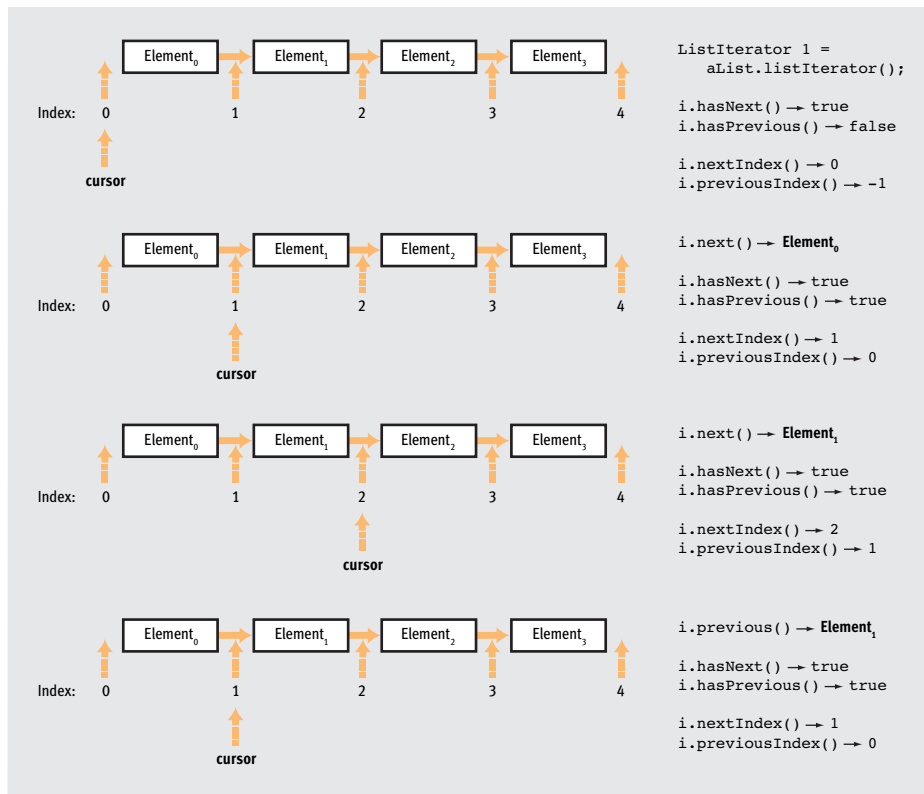 Element₀ Element₁ Element₂ Element₃
Index: 0 1 2 3 4
cursor
ListIterator 1 =
aList.listIterator();
i.hasNext() → true
i.hasPrevious() → false
i.nextIndex() → 0
i.previousIndex() → -1
Element₀ Element₁ Element₂ Element₃
Index: 0 1 2 3 4
cursor
i.next() → Element₀
i.hasNext() → true
i.hasPrevious() → true
i.nextIndex() → 1
i.previousIndex() → 0
Element₀ Element₁ Element₂ Element₃
Index: 0 1 2 3 4
cursor
i.next() → Element₁
i.hasNext() → true
i.hasPrevious() → true
i.nextIndex() → 2
i.previousIndex() → 1
Element₀ Element₁ Element₂ Element₃
Index: 0 1 2 3 4
cursor
i.previous() → Element₁
i.hasNext() → true
i.hasPrevious() → true
i.nextIndex() → 1
i.previousIndex() → 0